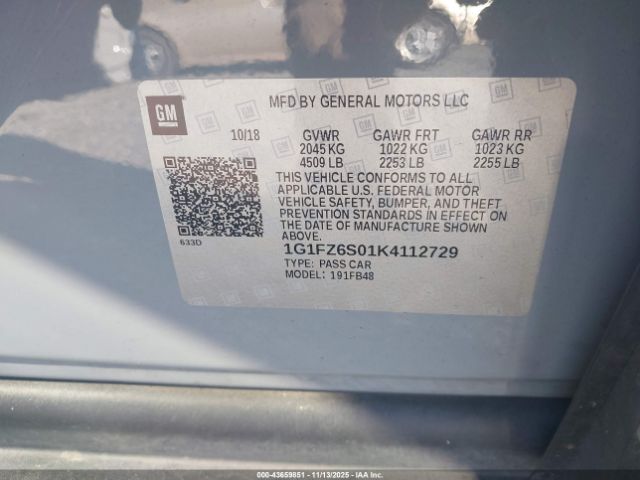 GM
MFD BY GENERAL MOTORS LLC
10/18 GVWR GAWR FRT GAWR RR
2045 KG 1022 KG 1023 KG
4509 LB 2253 LB 2255 LB
THIS VEHICLE CONFORMS TO ALL
APPLICABLE U.S. FEDERAL MOTOR
VEHICLE SAFETY, BUMPER, AND THEFT
PREVENTION STANDARDS IN EFFECT ON
THE DATE OF MANUFACTURE SHOWN
ABOVE.
633D
1G1FZ6S01K4112729
TYPE: PASS CAR
MODEL: 191FB48
000-43659851 - 11/13/2025 - IAAI